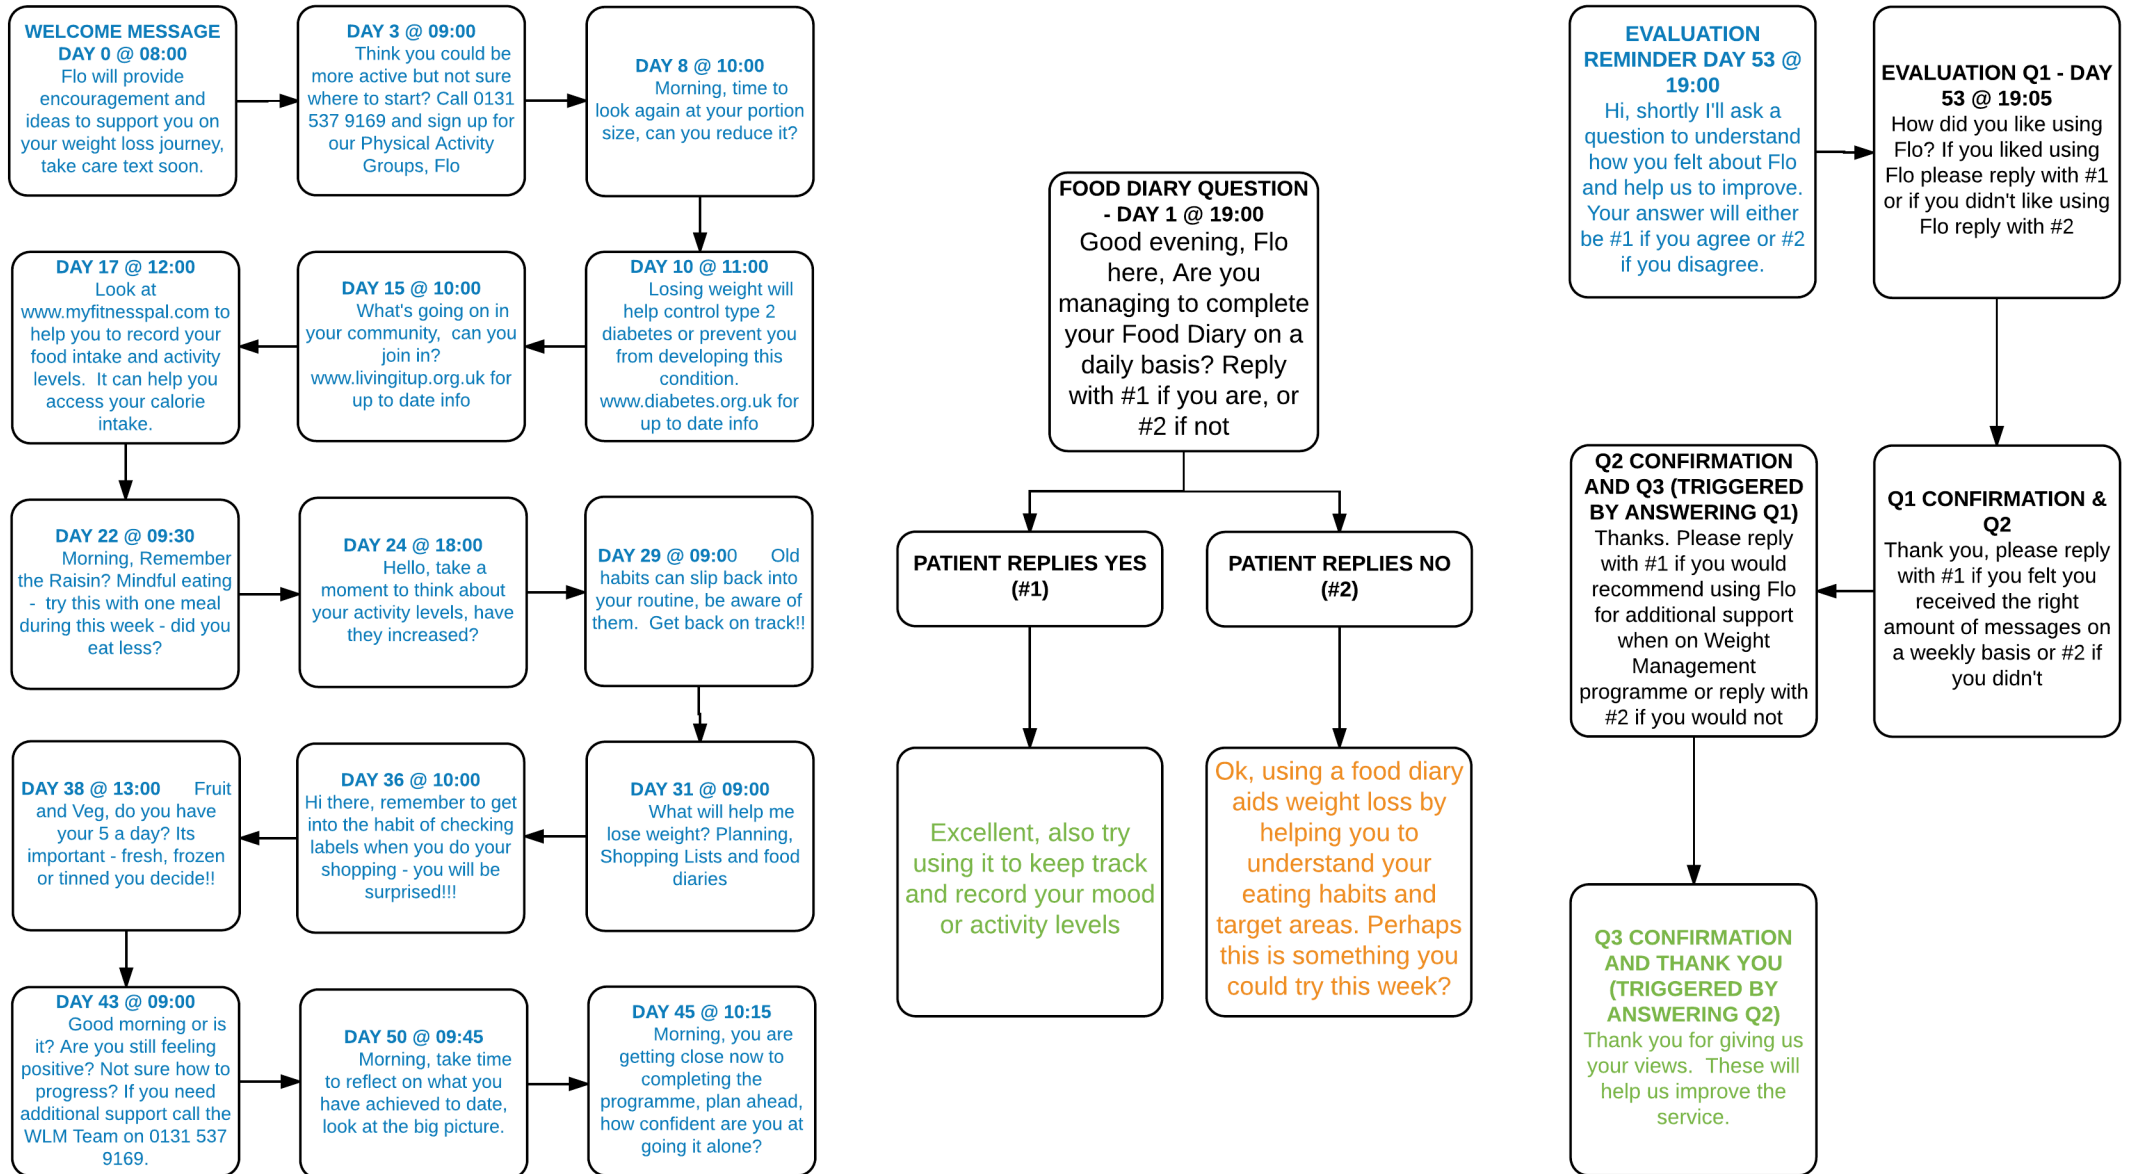 WELCOME MESSAGE
DAY 0 @ 08:00
Flo will provide
encouragement and
ideas to support you on
your weight loss journey,
take care text soon.
DAY 3 @ 09:00
Think you could be
more active but not sure
where to start? Call 0131
537 9169 and sign up for
our Physical Activity
Groups, Flo
DAY 8 @ 10:00
Morning, time to
look again at your portion
size, can you reduce it?
DAY 10 @ 11:00
Losing weight will
help control type 2
diabetes or prevent you
from developing this
condition.
www.diabetes.org.uk for
up to date info
DAY 15 @ 10:00
What's going on in
your community,  can you
join in?
www.livingitup.org.uk for
up to date info
DAY 17 @ 12:00
Look at
www.myfitnesspal.com to
help you to record your
food intake and activity
levels.  It can help you
access your calorie
intake.
DAY 22 @ 09:30
Morning, Remember
the Raisin? Mindful eating
-  try this with one meal
during this week - did you
eat less?
DAY 24 @ 18:00
Hello, take a
moment to think about
your activity levels, have
they increased?
DAY 29 @ 09:00 Old
habits can slip back into
your routine, be aware of
them.  Get back on track!!
DAY 31 @ 09:00
What will help me
lose weight? Planning,
Shopping Lists and food
diaries
DAY 36 @ 10:00
Hi there, remember to get
into the habit of checking
labels when you do your
shopping - you will be
surprised!!!
DAY 38 @ 13:00 Fruit
and Veg, do you have
your 5 a day? Its
important - fresh, frozen
or tinned you decide!!
DAY 43 @ 09:00
Good morning or is
it? Are you still feeling
positive? Not sure how to
progress? If you need
additional support call the
WLM Team on 0131 537
9169.
DAY 50 @ 09:45
Morning, take time
to reflect on what you
have achieved to date,
look at the big picture.
DAY 45 @ 10:15
Morning, you are
getting close now to
completing the
programme, plan ahead,
how confident are you at
going it alone?
FOOD DIARY QUESTION
- DAY 1 @ 19:00
Good evening, Flo
here, Are you
managing to complete
your Food Diary on a
daily basis? Reply
with #1 if you are, or
#2 if not
PATIENT REPLIES YES
(#1)
PATIENT REPLIES NO
(#2)
Excellent, also try
using it to keep track
and record your mood
or activity levels
Ok, using a food diary
aids weight loss by
helping you to
understand your
eating habits and
target areas. Perhaps
this is something you
could try this week?
EVALUATION
REMINDER DAY 53 @
19:00
Hi, shortly I'll ask a
question to understand
how you felt about Flo
and help us to improve.
Your answer will either
be #1 if you agree or #2
if you disagree.
EVALUATION Q1 - DAY
53 @ 19:05
How did you like using
Flo? If you liked using
Flo please reply with #1
or if you didn't like using
Flo reply with #2
Q1 CONFIRMATION &
Q2
Thank you, please reply
with #1 if you felt you
received the right
amount of messages on
a weekly basis or #2 if
you didn't
Q2 CONFIRMATION
AND Q3 (TRIGGERED
BY ANSWERING Q1)
Thanks. Please reply
with #1 if you would
recommend using Flo
for additional support
when on Weight
Management
programme or reply with
#2 if you would not
Q3 CONFIRMATION
AND THANK YOU
(TRIGGERED BY
ANSWERING Q2)
Thank you for giving us
your views.  These will
help us improve the
service.